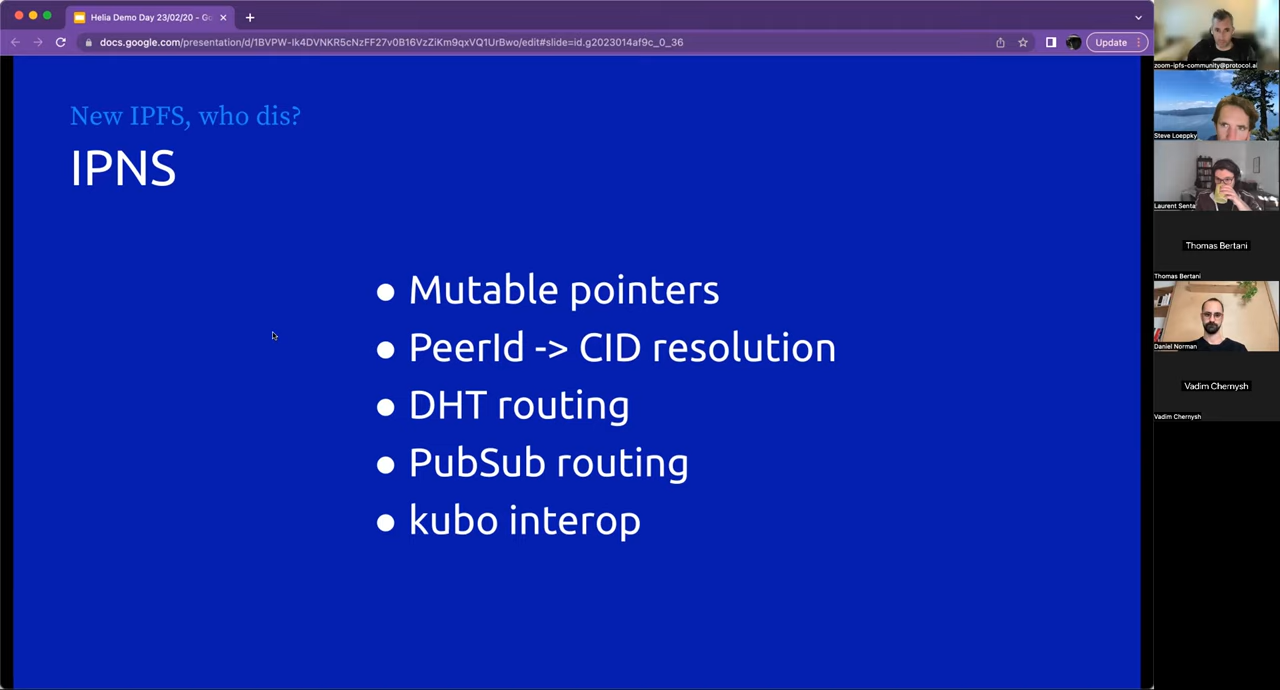 Helia Demo Day 23/02/20 - Go
docs.google.com/presentation/d/1BVPW-Ik4DVNKR5cNzFF27v0B16VzZiKm9qxVQ1UrBwo/edit#slide=id.g2023014af9c_0_36
Update
New IPFS, who dis?
IPNS
● Mutable pointers
● PeerId -> CID resolution
● DHT routing
● PubSub routing
● kubo interop
zoom-ipfs-community@protocol.ai
Steve Loeppky
Laurent Senta
Thomas Bertani
Thomas Bertani
Daniel Norman
Vadim Chernysh
Vadim Chernysh